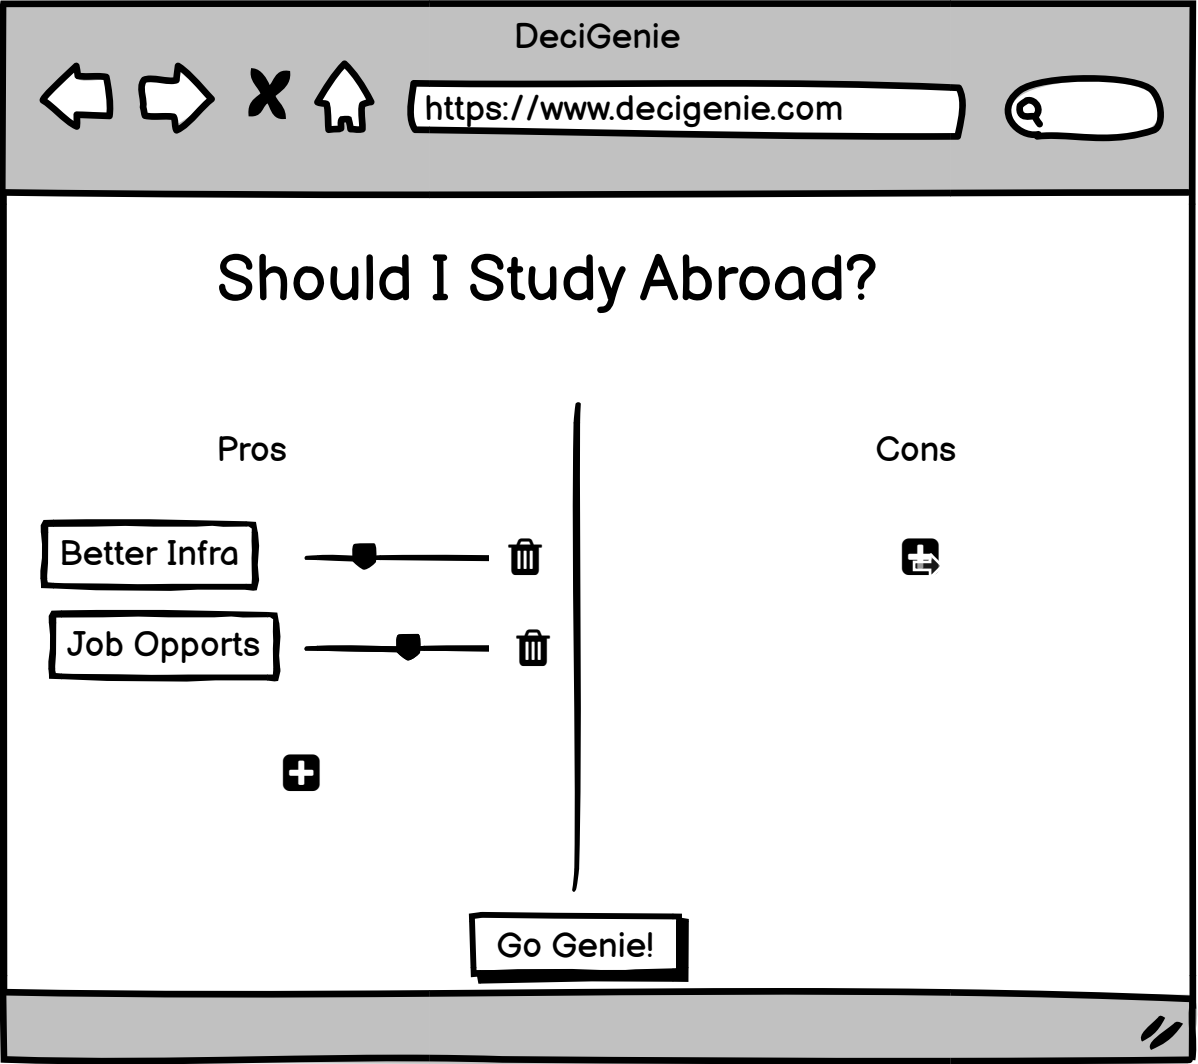 DeciGenie
https://www.decigenie.com
Should I Study Abroad?
Pros
Cons
Better Infra
Job Opports
Go Genie!